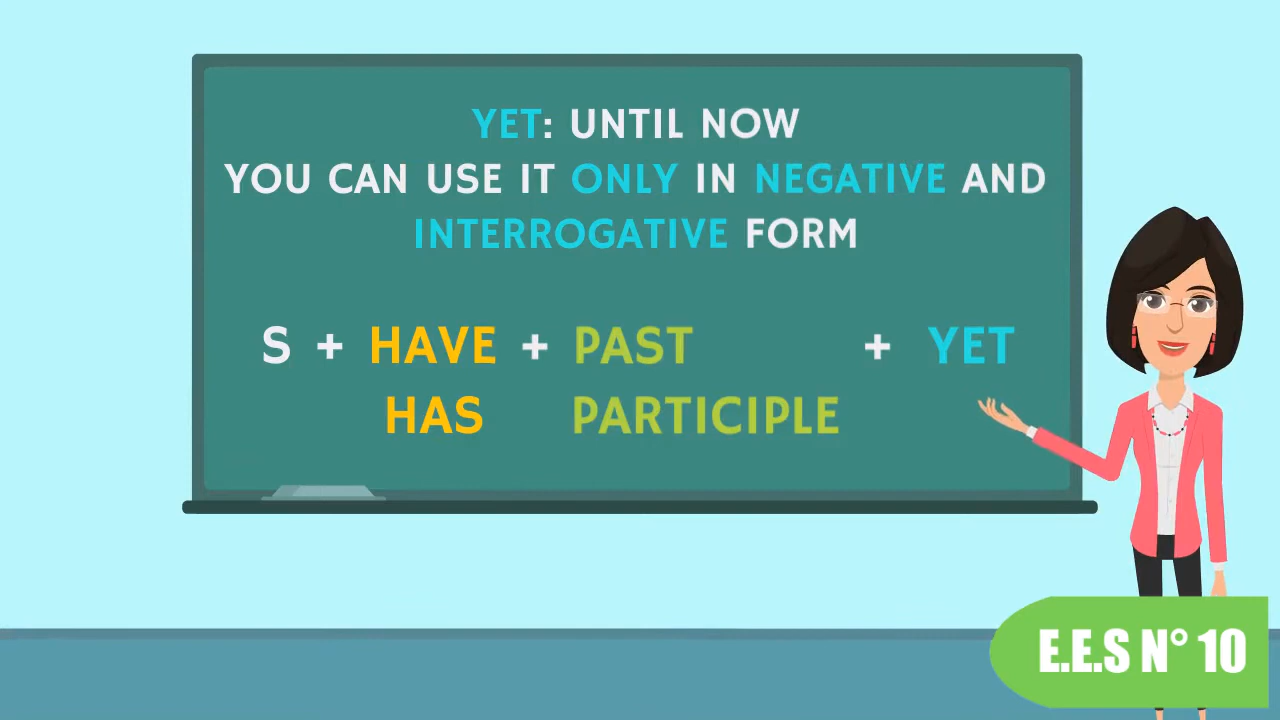 YET: UNTIL NOW
YOU CAN USE IT ONLY IN NEGATIVE AND
INTERROGATIVE FORM
S + HAVE + PAST + YET
HAS PARTICIPLE
E.E.S N° 10